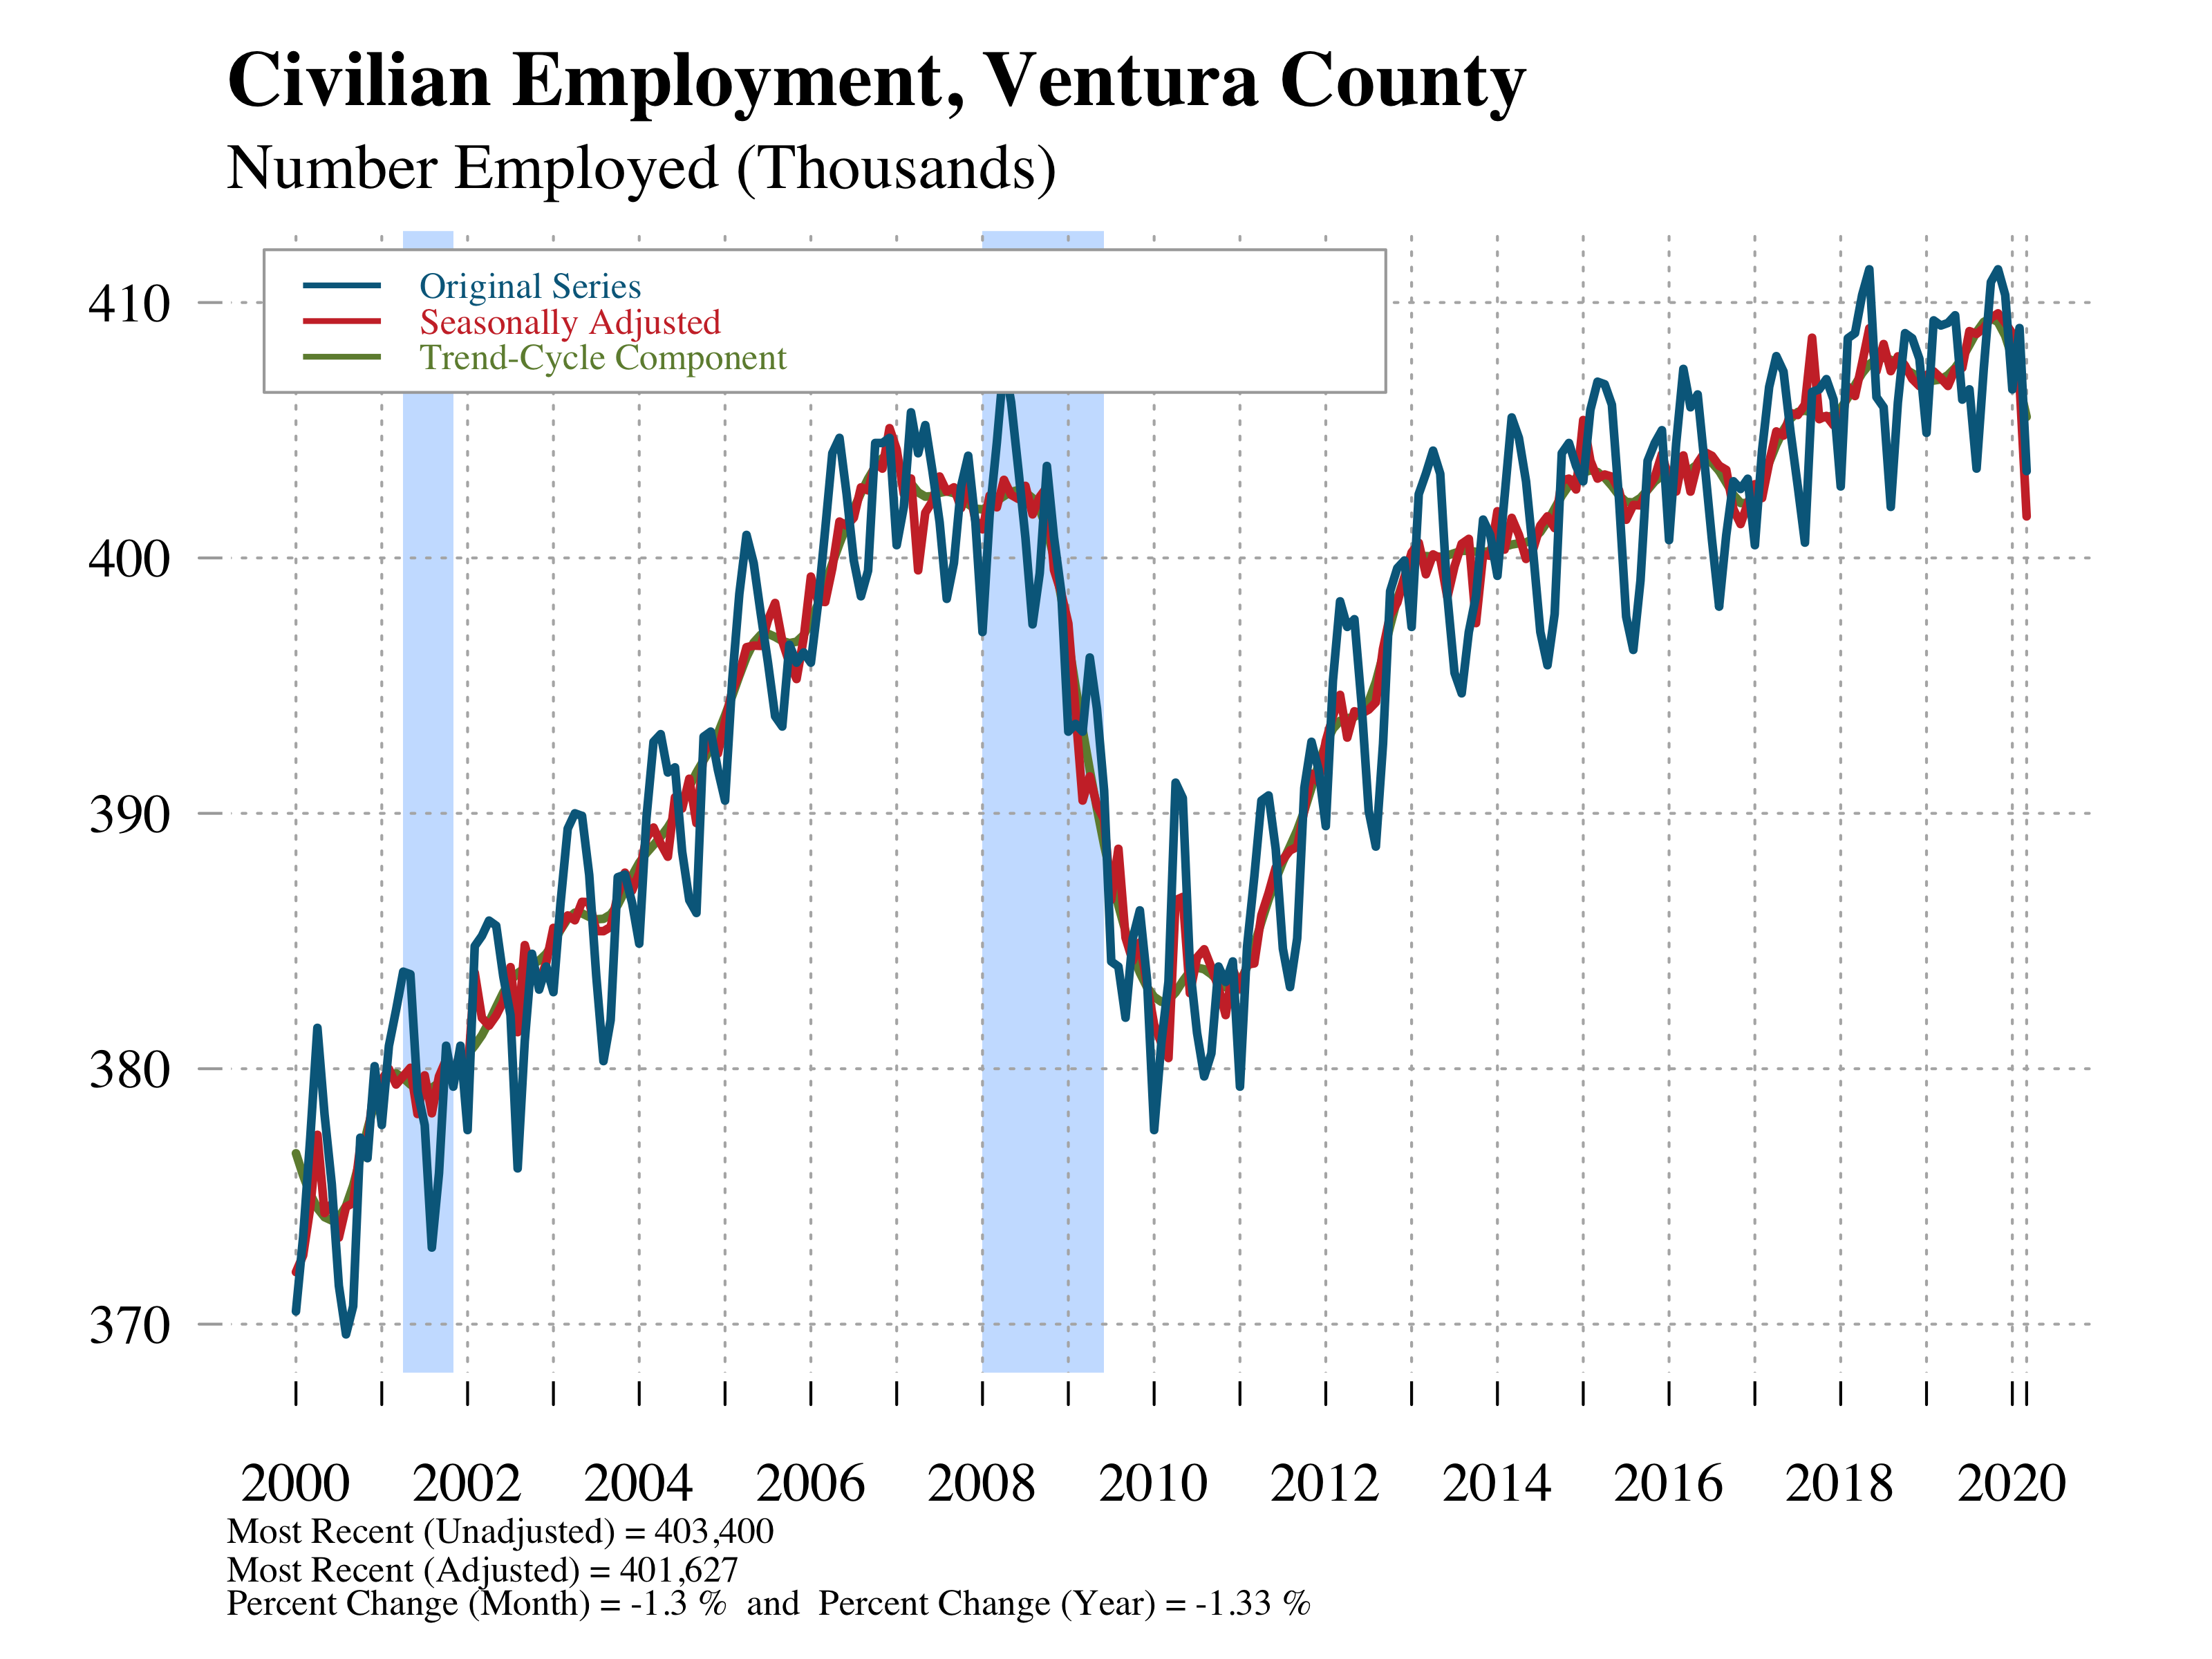 Civilian Employment, Ventura County
Number Employed (Thousands)
Original Series
Seasonally Adjusted
Trend-Cycle Component
410
400
390
380
370
2000 2002 2004 2006 2008 2010 2012 2014 2016 2018 2020
Most Recent (Unadjusted) = 403,400
Most Recent (Adjusted) = 401,627
Percent Change (Month) = -1.3 % and Percent Change (Year) = -1.33 %